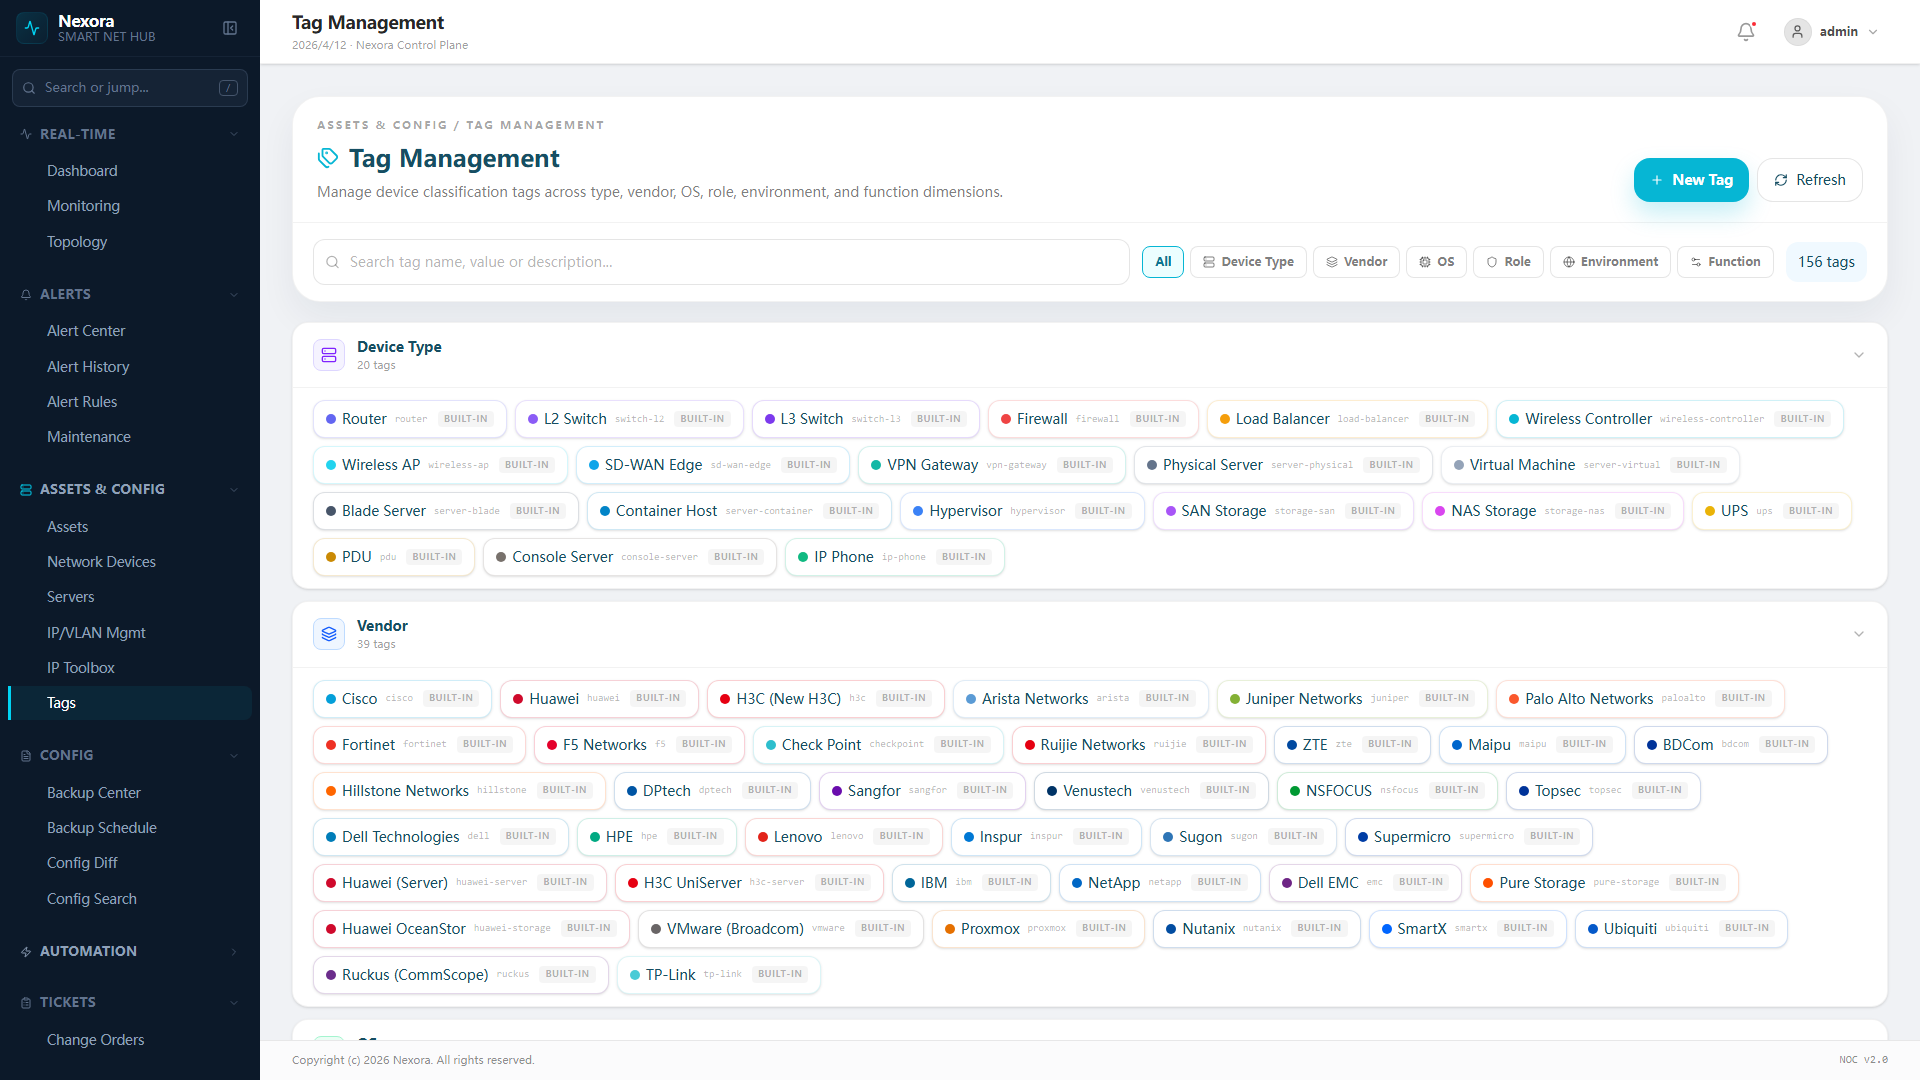 Nexora
SMART NET HUB
Search or jump... /
REAL-TIME
Dashboard
Monitoring
Topology
ALERTS
Alert Center
Alert History
Alert Rules
Maintenance
ASSETS & CONFIG
Assets
Network Devices
Servers
IP/VLAN Mgmt
IP Toolbox
Tags
CONFIG
Backup Center
Backup Schedule
Config Diff
Config Search
AUTOMATION
TICKETS
Change Orders
Tag Management
2026/4/12 · Nexora Control Plane
admin
ASSETS & CONFIG / TAG MANAGEMENT
Tag Management
Manage device classification tags across type, vendor, OS, role, environment, and function dimensions.
+ New Tag
Refresh
Search tag name, value or description...
All Device Type Vendor OS Role Environment Function 156 tags
Device Type
20 tags
Router router BUILT-IN L2 Switch switch-l2 BUILT-IN L3 Switch switch-l3 BUILT-IN Firewall firewall BUILT-IN Load Balancer load-balancer BUILT-IN Wireless Controller wireless-controller BUILT-IN
Wireless AP wireless-ap BUILT-IN SD-WAN Edge sd-wan-edge BUILT-IN VPN Gateway vpn-gateway BUILT-IN Physical Server server-physical BUILT-IN Virtual Machine server-virtual BUILT-IN
Blade Server server-blade BUILT-IN Container Host server-container BUILT-IN Hypervisor hypervisor BUILT-IN SAN Storage storage-san BUILT-IN NAS Storage storage-nas BUILT-IN UPS ups BUILT-IN
PDU pdu BUILT-IN Console Server console-server BUILT-IN IP Phone ip-phone BUILT-IN
Vendor
39 tags
Cisco cisco BUILT-IN Huawei huawei BUILT-IN H3C (New H3C) h3c BUILT-IN Arista Networks arista BUILT-IN Juniper Networks juniper BUILT-IN Palo Alto Networks paloalto BUILT-IN
Fortinet fortinet BUILT-IN F5 Networks f5 BUILT-IN Check Point checkpoint BUILT-IN Ruijie Networks ruijie BUILT-IN ZTE zte BUILT-IN Maipu maipu BUILT-IN BDCom bdcom BUILT-IN
Hillstone Networks hillstone BUILT-IN DPtech dptech BUILT-IN Sangfor sangfor BUILT-IN Venustech venustech BUILT-IN NSFOCUS nsfocus BUILT-IN Topsec topsec BUILT-IN
Dell Technologies dell BUILT-IN HPE hpe BUILT-IN Lenovo lenovo BUILT-IN Inspur inspur BUILT-IN Sugon sugon BUILT-IN Supermicro supermicro BUILT-IN
Huawei (Server) huawei-server BUILT-IN H3C UniServer h3c-server BUILT-IN IBM ibm BUILT-IN NetApp netapp BUILT-IN Dell EMC emc BUILT-IN Pure Storage pure-storage BUILT-IN
Huawei OceanStor huawei-storage BUILT-IN VMware (Broadcom) vmware BUILT-IN Proxmox proxmox BUILT-IN Nutanix nutanix BUILT-IN SmartX smartx BUILT-IN Ubiquiti ubiquiti BUILT-IN
Ruckus (CommScope) ruckus BUILT-IN TP-Link tp-link BUILT-IN
Copyright (c) 2026 Nexora. All rights reserved.
NOC v2.0